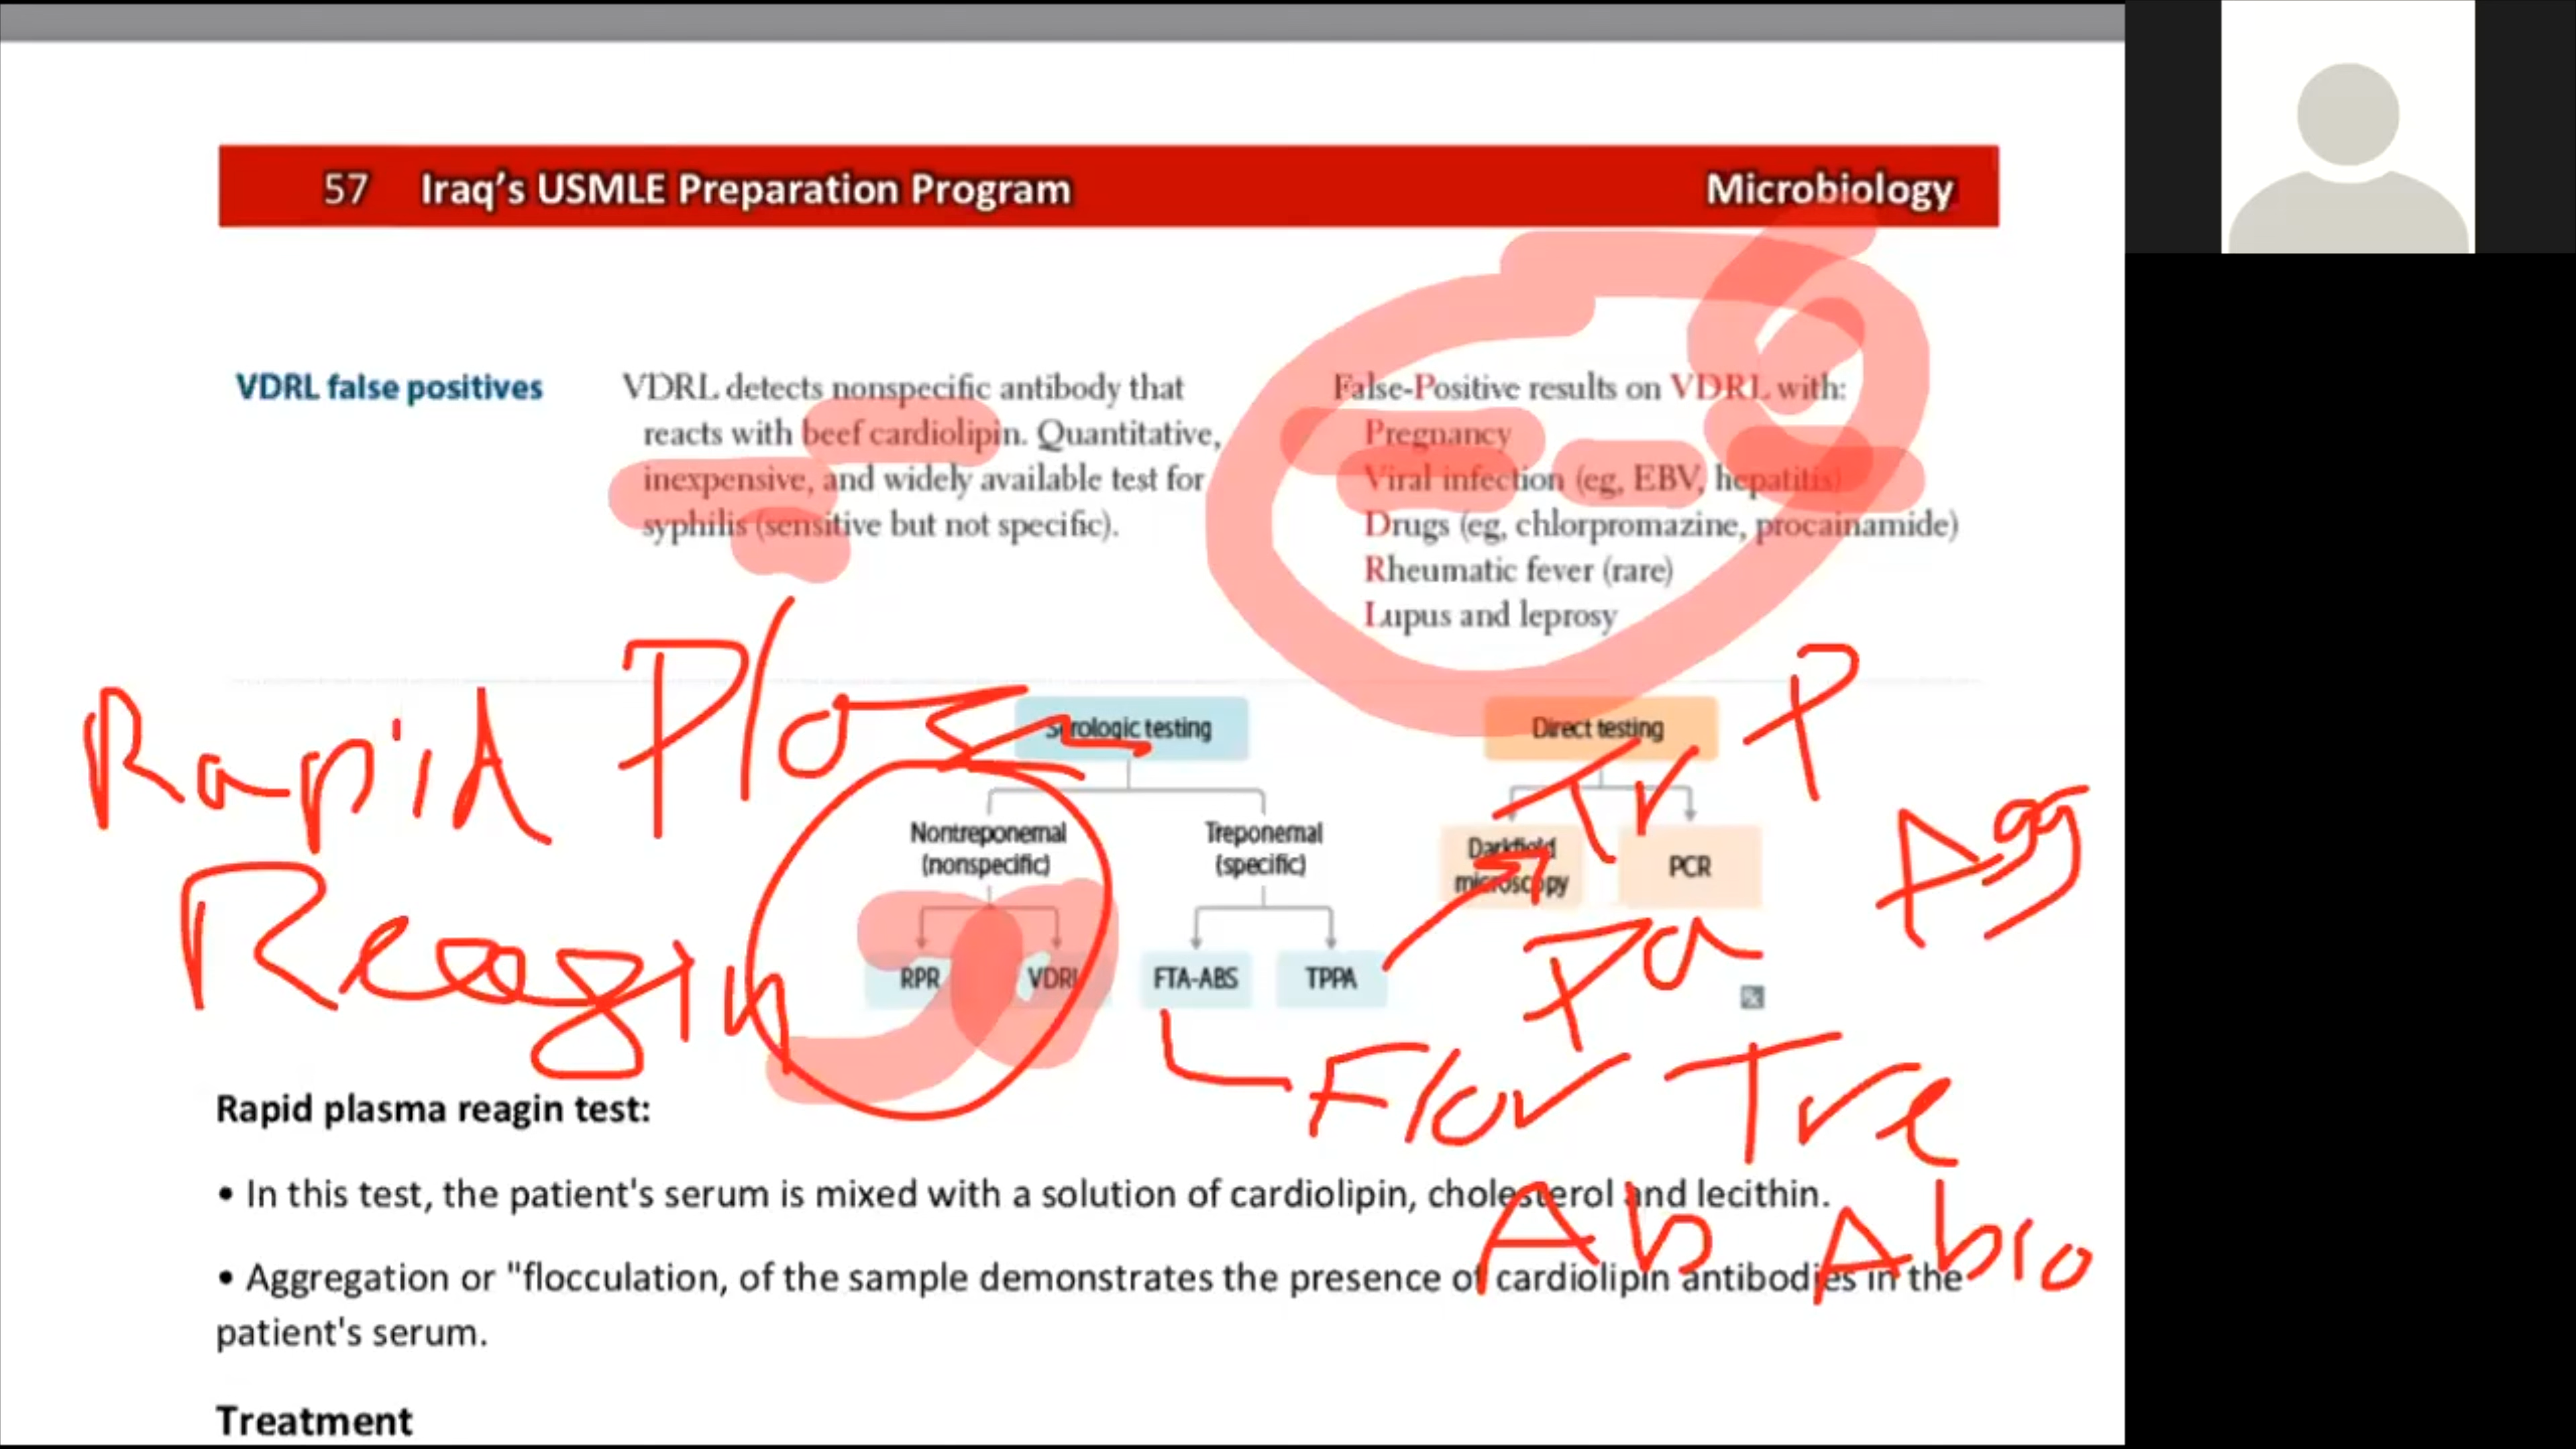 57 Iraq's USMLE Preparation Program Microbiology
VDRL false positives
VDRL detects nonspecific antibody that
reacts with beef cardiolipin. Quantitative,
inexpensive, and widely available test for
syphilis (sensitive but not specific).
False-Positive results on VDRL with:
Pregnancy
Viral infection (eg, EBV, hepatitis)
Drugs (eg, chlorpromazine, procainamide)
Rheumatic fever (rare)
Lupus and leprosy
Rapid
Reagin
Serologic testing
Nontreponemal
(nonspecific)
Treponemal
(specific)
RPR VDRL FTA-ABS TPPA
Direct testing
Darkfield
microscopy
PCR
Tr P
Pa Agg
Tre
Ab
Rapid plasma reagin test:
• In this test, the patient's serum is mixed with a solution of cardiolipin, cholesterol and lecithin.
• Aggregation or "flocculation, of the sample demonstrates the presence of cardiolipin antibodies in the
patient's serum.
Treatment